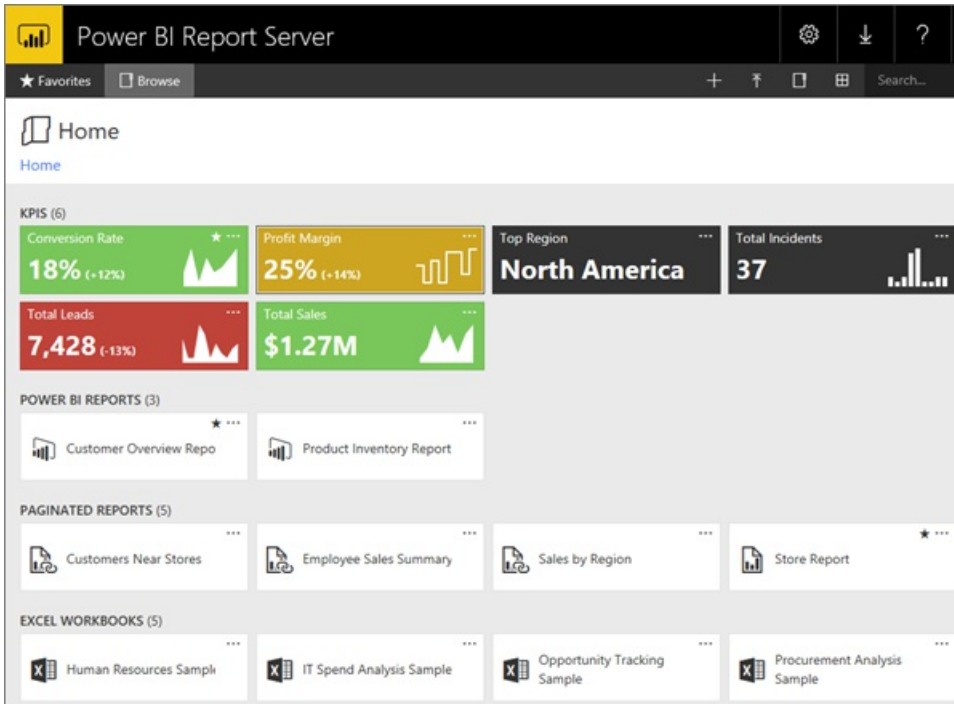 Power BI Report Server
?
Favorites
Browse
Search...
Home
Home
KPIS (6)
Conversion Rate
18% (+12%)
Profit Margin
25% (+14%)
Top Region
North America
Total Incidents
37
Total Leads
7,428 (-13%)
Total Sales
$1.27M
POWER BI REPORTS (3)
Customer Overview Repo
Product Inventory Report
PAGINATED REPORTS (5)
Customers Near Stores
Employee Sales Summary
Sales by Region
Store Report
EXCEL WORKBOOKS (5)
Human Resources Sample
IT Spend Analysis Sample
Opportunity Tracking
Sample
Procurement Analysis
Sample